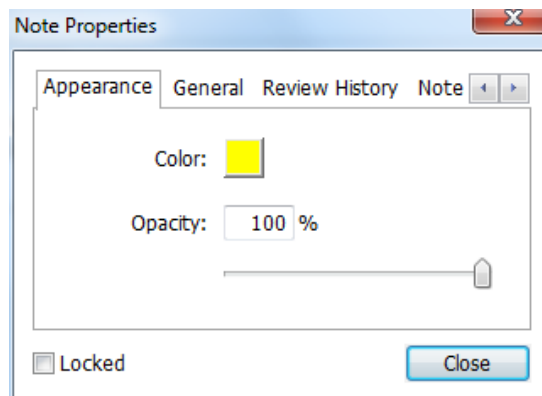 Note Properties
Appearance General Review History Note
Color:
Opacity: 100 %
Locked Close